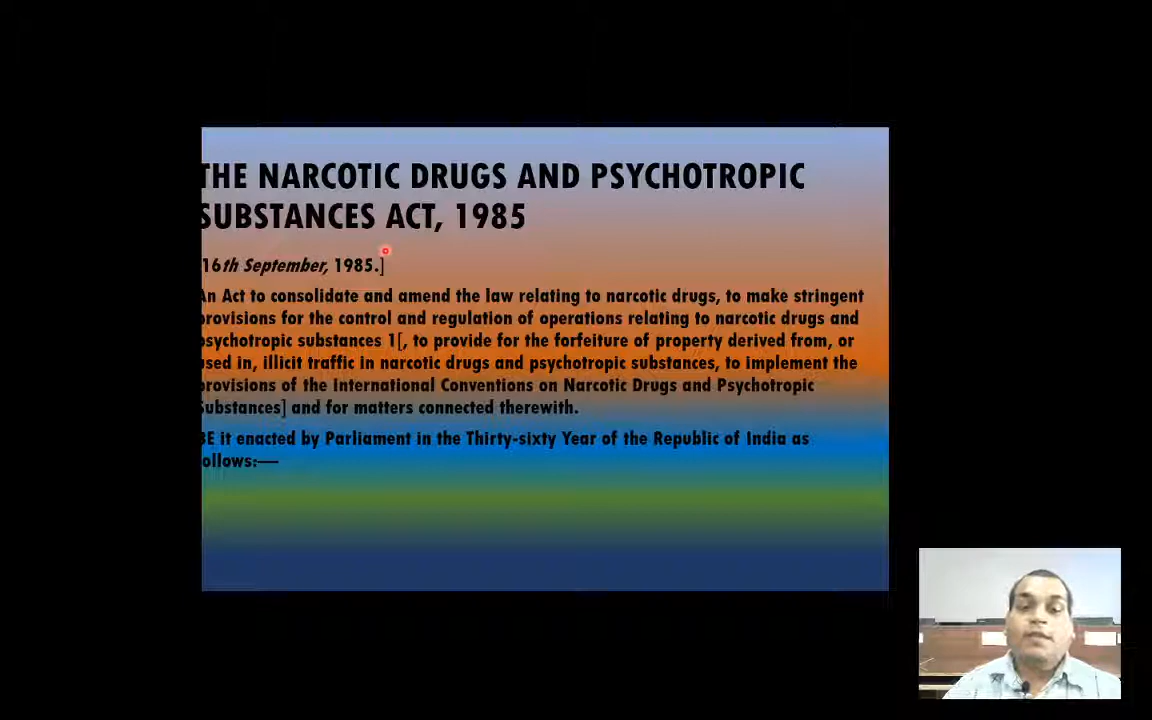 THE NARCOTIC DRUGS AND PSYCHOTROPIC
SUBSTANCES ACT, 1985
16th September, 1985.]
An Act to consolidate and amend the law relating to narcotic drugs, to make stringent
provisions for the control and regulation of operations relating to narcotic drugs and
psychotropic substances 1[, to provide for the forfeiture of property derived from, or
used in, illicit traffic in narcotic drugs and psychotropic substances, to implement the
provisions of the International Conventions on Narcotic Drugs and Psychotropic
Substances] and for matters connected therewith.
BE it enacted by Parliament in the Thirty-sixty Year of the Republic of India as
follows:—